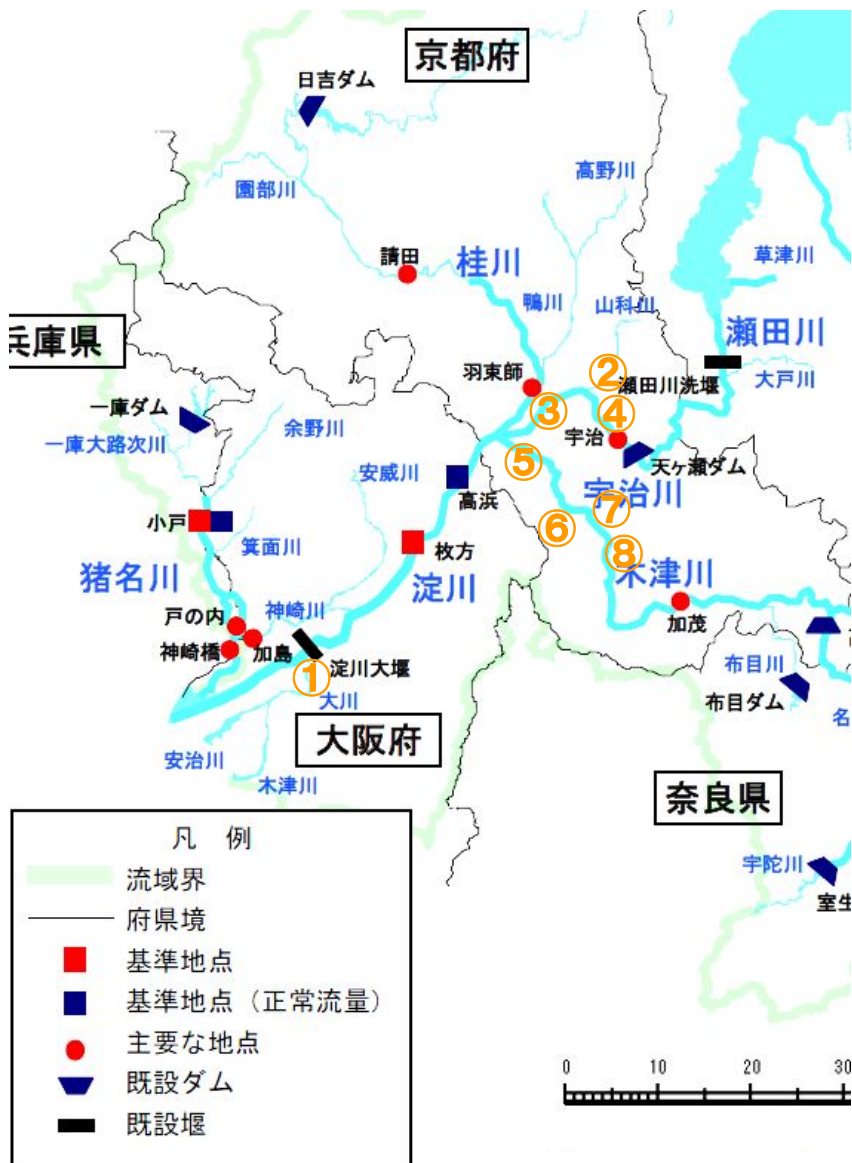 京都府
日吉ダム
高野川
園部川
請田
桂川
草津川
鴨川
山科川
兵庫県
瀬田川
羽束師
②
瀬田川洗堰
大戸川
一庫ダム
③
④
余野川
宇治
一庫大路次川
安威川
⑤
天ヶ瀬ダム
高浜
宇治川
⑦
小戸
⑥
箕面川
枚方
⑧
猪名川
淀川
木津川
戸の内
神崎川
加茂
神崎橋
加島
淀川大堰
布目川
①
大川
布目ダム
名
大阪府
安治川
木津川
奈良県
凡 例
流域界
宇陀川
府県境
室生
基準地点
基準地点（正常流量）
主要な地点
既設ダム
既設堰
0 10 20 30